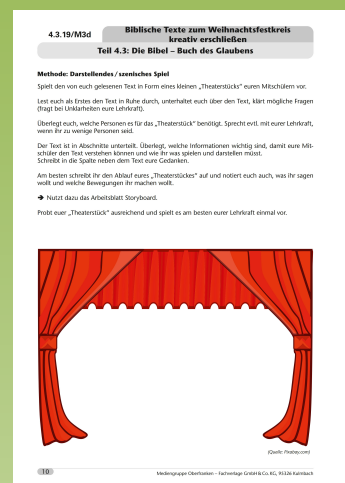 4.3.19/M3d
Biblische Texte zum Weihnachtsfestkreis
kreativ erschließen
Teil 4.3: Die Bibel – Buch des Glaubens
Methode: Darstellendes / szenisches Spiel
Spielt den von euch gelesenen Text in Form eines kleinen „Theaterstücks“ euren Mitschülern vor.
Lest euch als Erstes den Text in Ruhe durch, unterhaltet euch über den Text, klärt mögliche Fragen
(fragt bei Unklarheiten eure Lehrkraft).
Überlegt euch, welche Personen es für das „Theaterstück“ benötigt. Sprecht evtl. mit eurer Lehrkraft,
wenn ihr zu wenige Personen seid.
Der Text ist in Abschnitte unterteilt. Überlegt, welche Informationen wichtig sind, damit eure Mit-
schüler den Text verstehen können und wie ihr was spielen und darstellen müsst.
Schreibt in die Spalte neben dem Text eure Gedanken.
Am besten schreibt ihr den Ablauf eures „Theaterstückes“ auf und notiert euch auch, was ihr sagen
wollt und welche Bewegungen ihr machen wollt.
➔ Nutzt dazu das Arbeitsblatt Storyboard.
Probt euer „Theaterstück“ ausreichend und spielt es am besten eurer Lehrkraft einmal vor.
(Quelle: Pixabay.com)
10
Mediengruppe Oberfranken – Fachverlage GmbH & Co. KG, 95326 Kulmbach